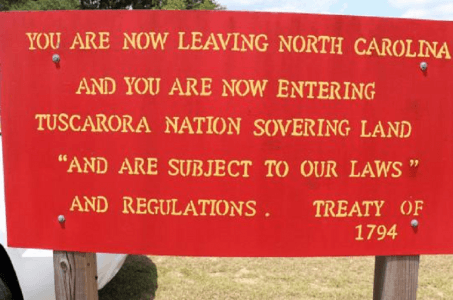 YOU ARE NOW LEAVING NORTH CAROLINA
AND YOU ARE NOW ENTERING
TUSCARORA NATION SOVERING LAND
“AND ARE SUBJECT TO OUR LAWS”
AND REGULATIONS. TREATY OF
1794